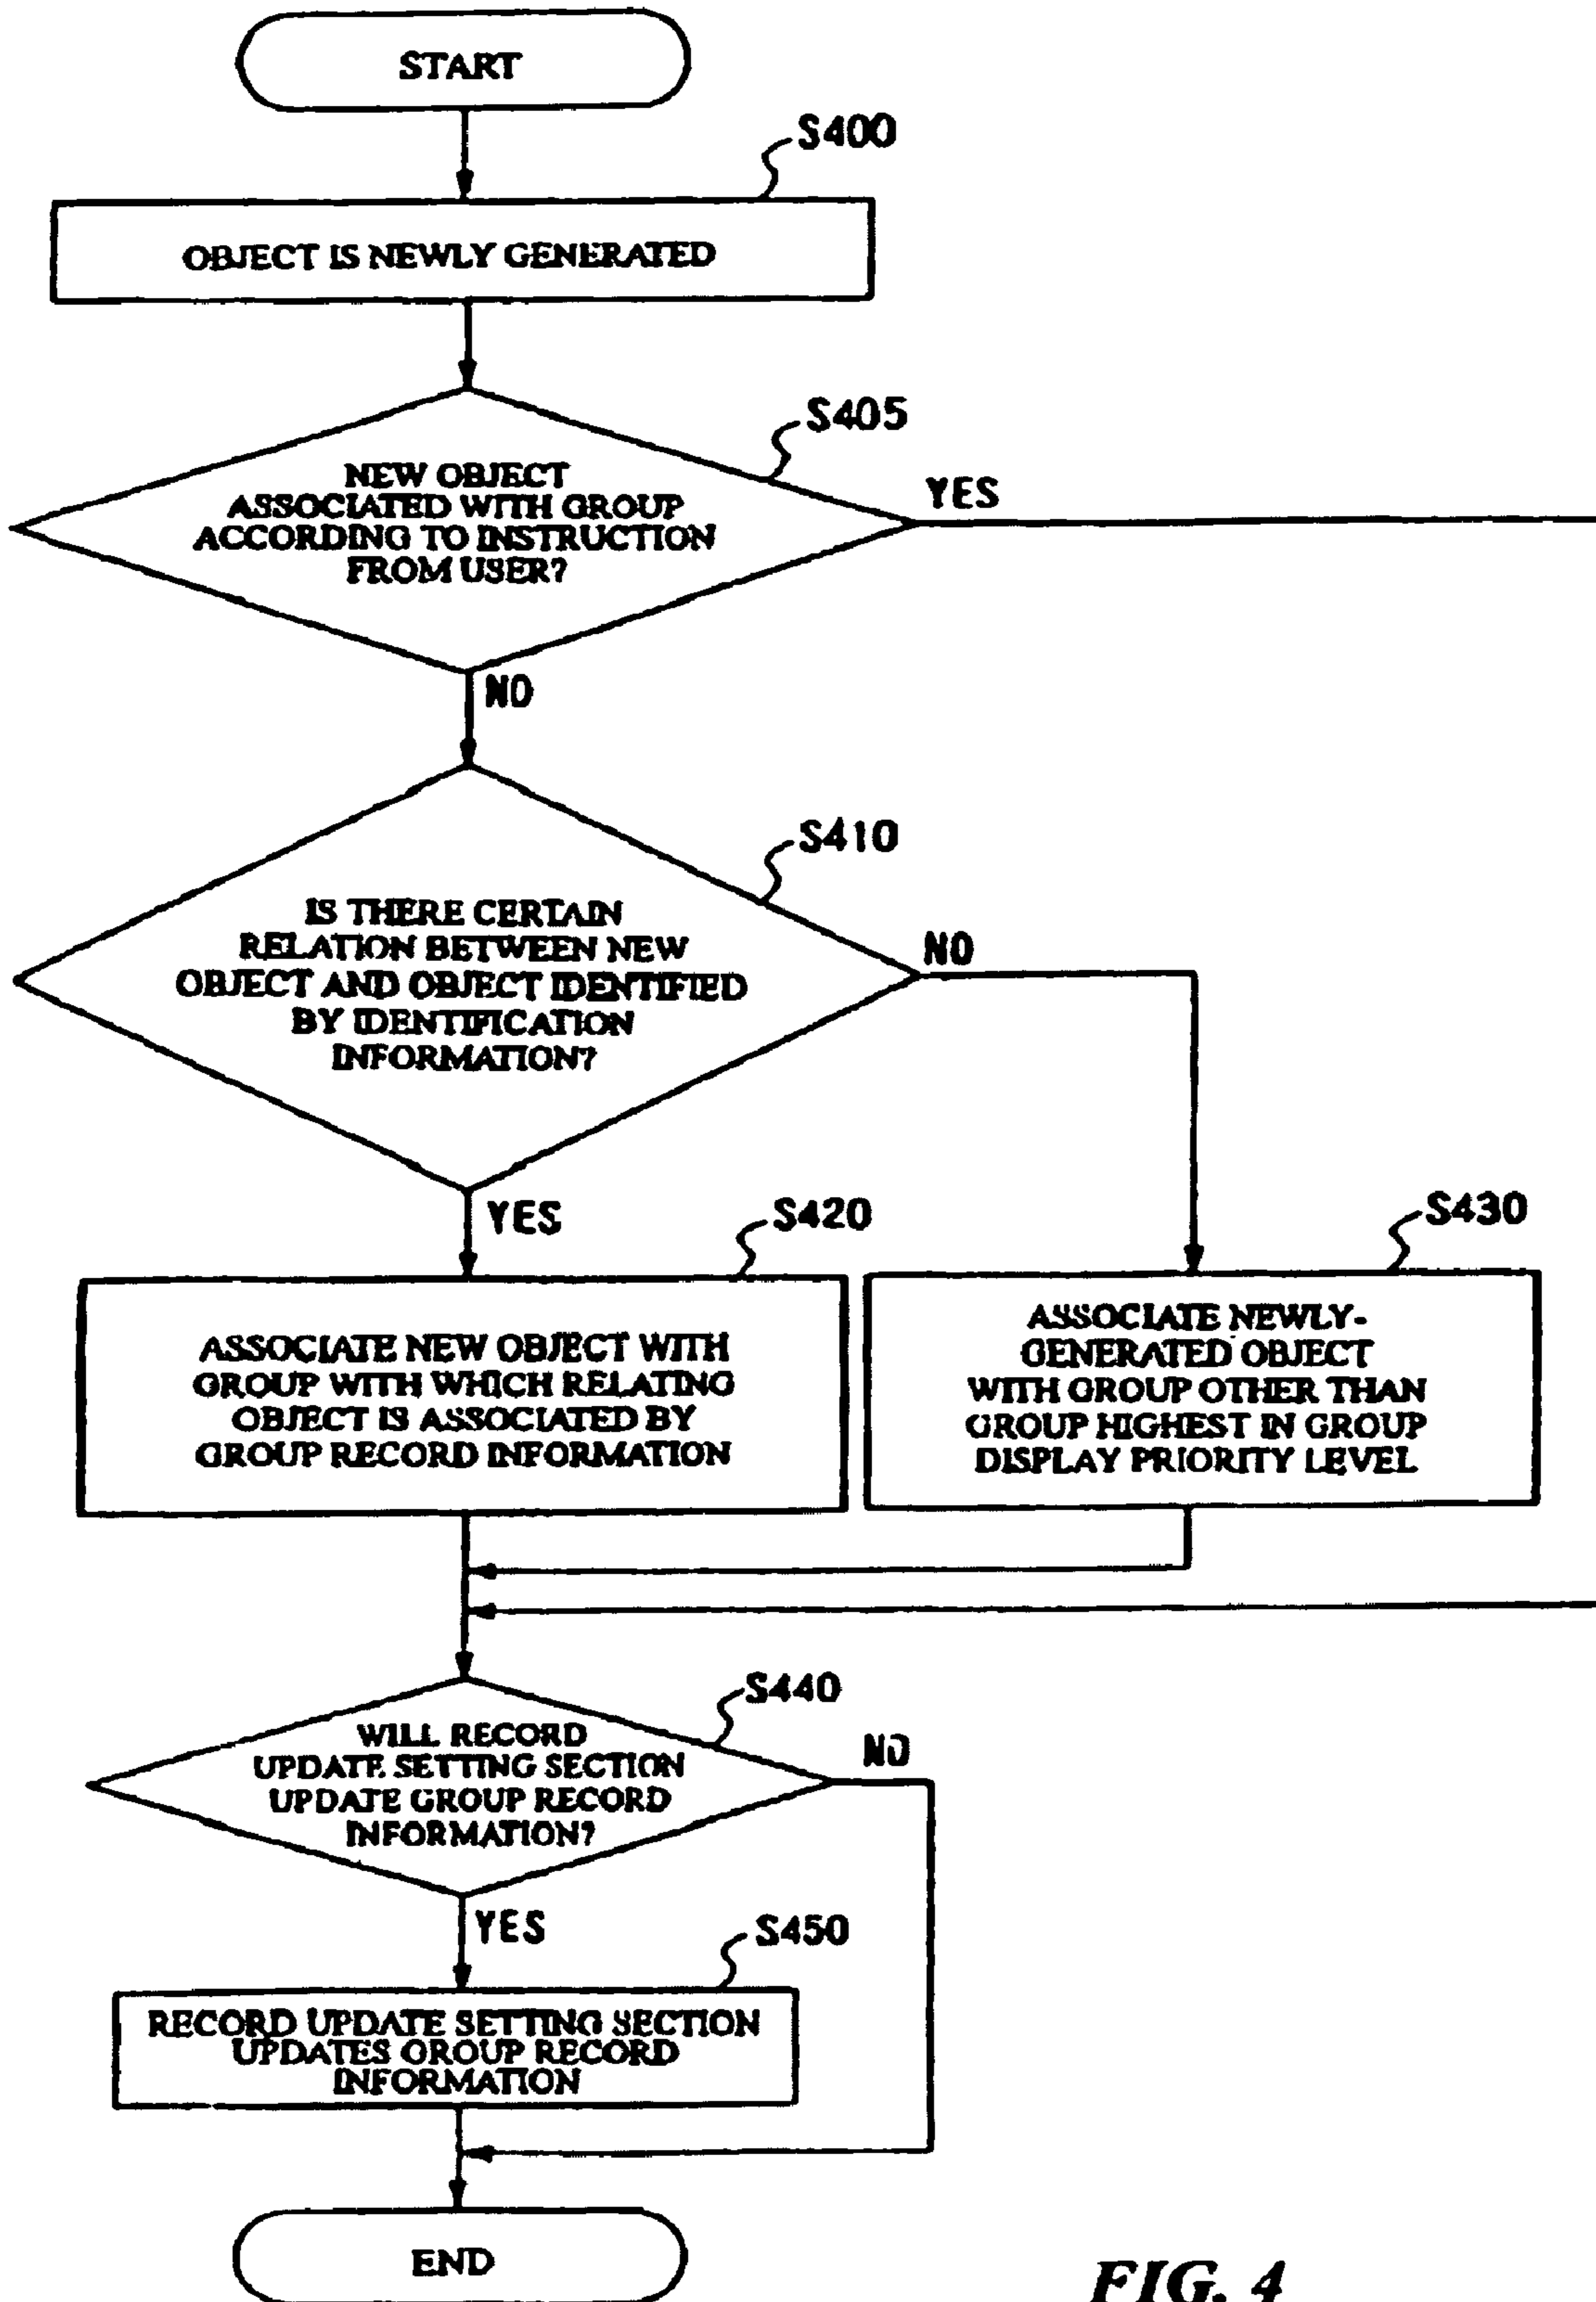 START
S400
OBJECT IS NEWLY GENERATED
S405
NEW OBJECT
ASSOCIATED WITH GROUP
ACCORDING TO INSTRUCTION
FROM USER?
YES
NO
S410
IS THERE CERTAIN
RELATION BETWEEN NEW
OBJECT AND OBJECT IDENTIFIED
BY IDENTIFICATION
INFORMATION?
NO
YES
S420
ASSOCIATE NEW OBJECT WITH
GROUP WITH WHICH RELATING
OBJECT IS ASSOCIATED BY
GROUP RECORD INFORMATION
S430
ASSOCIATE NEWLY-
GENERATED OBJECT
WITH GROUP OTHER THAN
GROUP HIGHEST IN GROUP
DISPLAY PRIORITY LEVEL
S440
WILL RECORD
UPDATE SETTING SECTION
UPDATE GROUP RECORD
INFORMATION?
NO
YES
S450
RECORD UPDATE SETTING SECTION
UPDATES GROUP RECORD
INFORMATION
END
FIG. 4